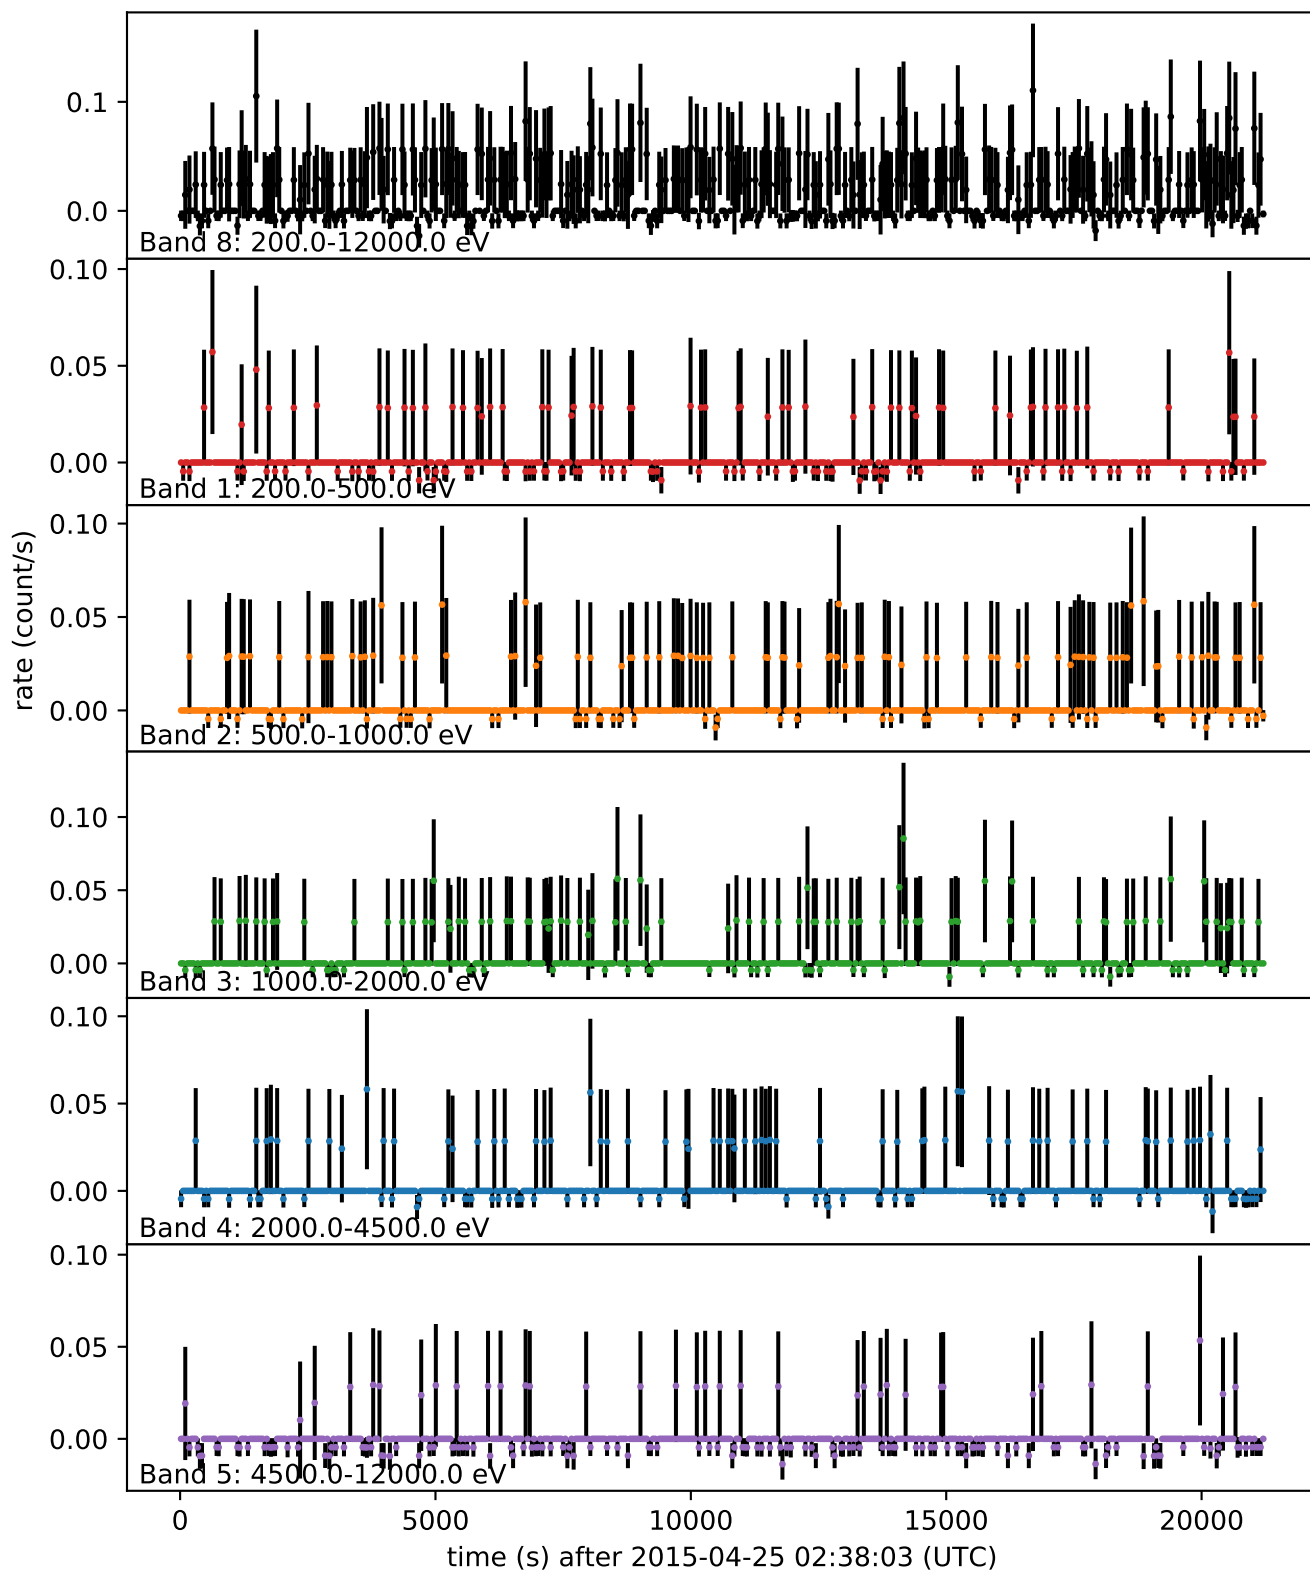 0.1
0.0
Band 8: 200.0-12000.0 eV
0.10
0.05
0.00
Band 1: 200.0-500.0 eV
rate (count/s)
0.10
0.05
0.00
Band 2: 500.0-1000.0 eV
0.10
0.05
0.00
Band 3: 1000.0-2000.0 eV
0.10
0.05
0.00
Band 4: 2000.0-4500.0 eV
0.10
0.05
0.00
Band 5: 4500.0-12000.0 eV
0 5000 10000 15000 20000
time (s) after 2015-04-25 02:38:03 (UTC)